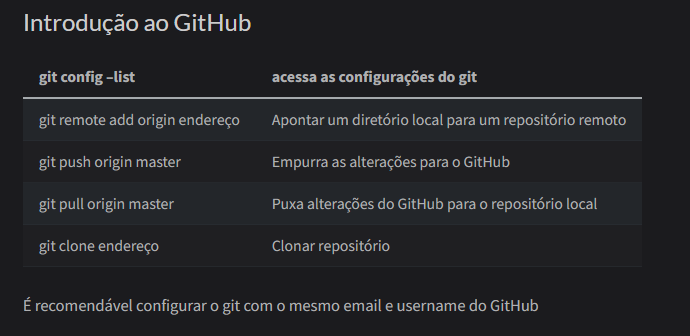 Introdução ao GitHub
git config –list acessa as configurações do git
git remote add origin endereço Apontar um diretório local para um repositório remoto
git push origin master Empurra as alterações para o GitHub
git pull origin master Puxa alterações do GitHub para o repositório local
git clone endereço Clonar repositório
É recomendável configurar o git com o mesmo email e username do GitHub